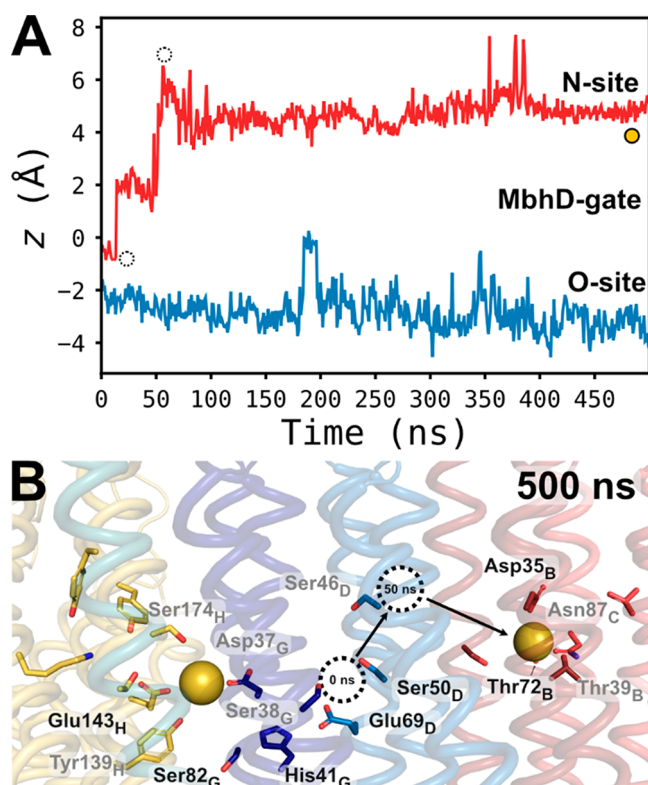 A
8
6
4
2
0
−2
−4
z (Å)
N-site
MbhD-gate
O-site
0 50 100 150 200 250 300 350 400 450
Time (ns)
B
500 ns
Ser46D
50 ns
Asp35B
Ser174H
Asn87C
Asp37G
0 ns
Ser38G
Ser50D
Thr72B
Thr39B
Glu143H
Glu69D
Tyr139H
Ser82G
His41G